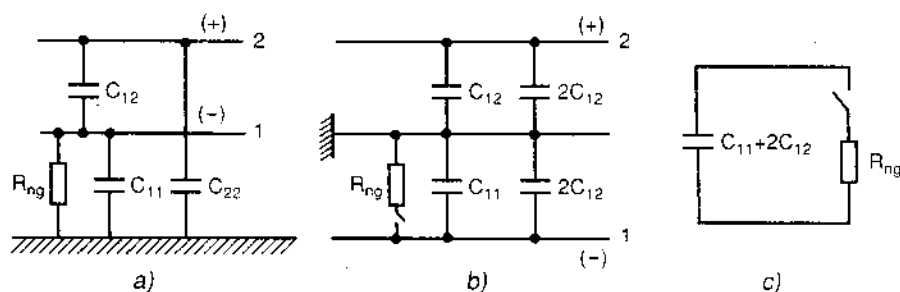 (+)
2
C12
(−)
1
Rng
C11
C22
a)
(+)
2
C12
2C12
Rng
C11
2C12
1
(−)
b)
C11+2C12
Rng
c)